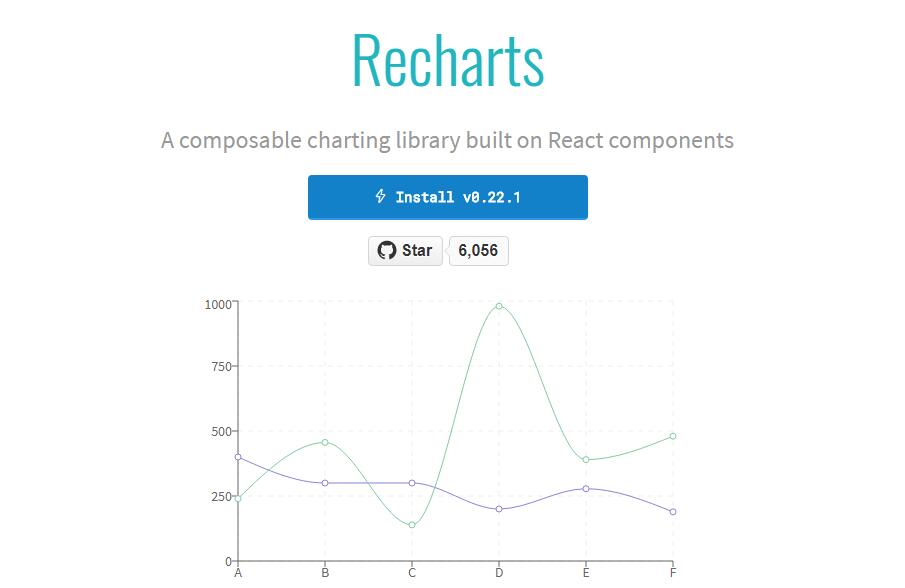 Recharts
A composable charting library built on React components
Install v0.22.1
Star 6,056
1000
750
500
250
0
A B C D E F